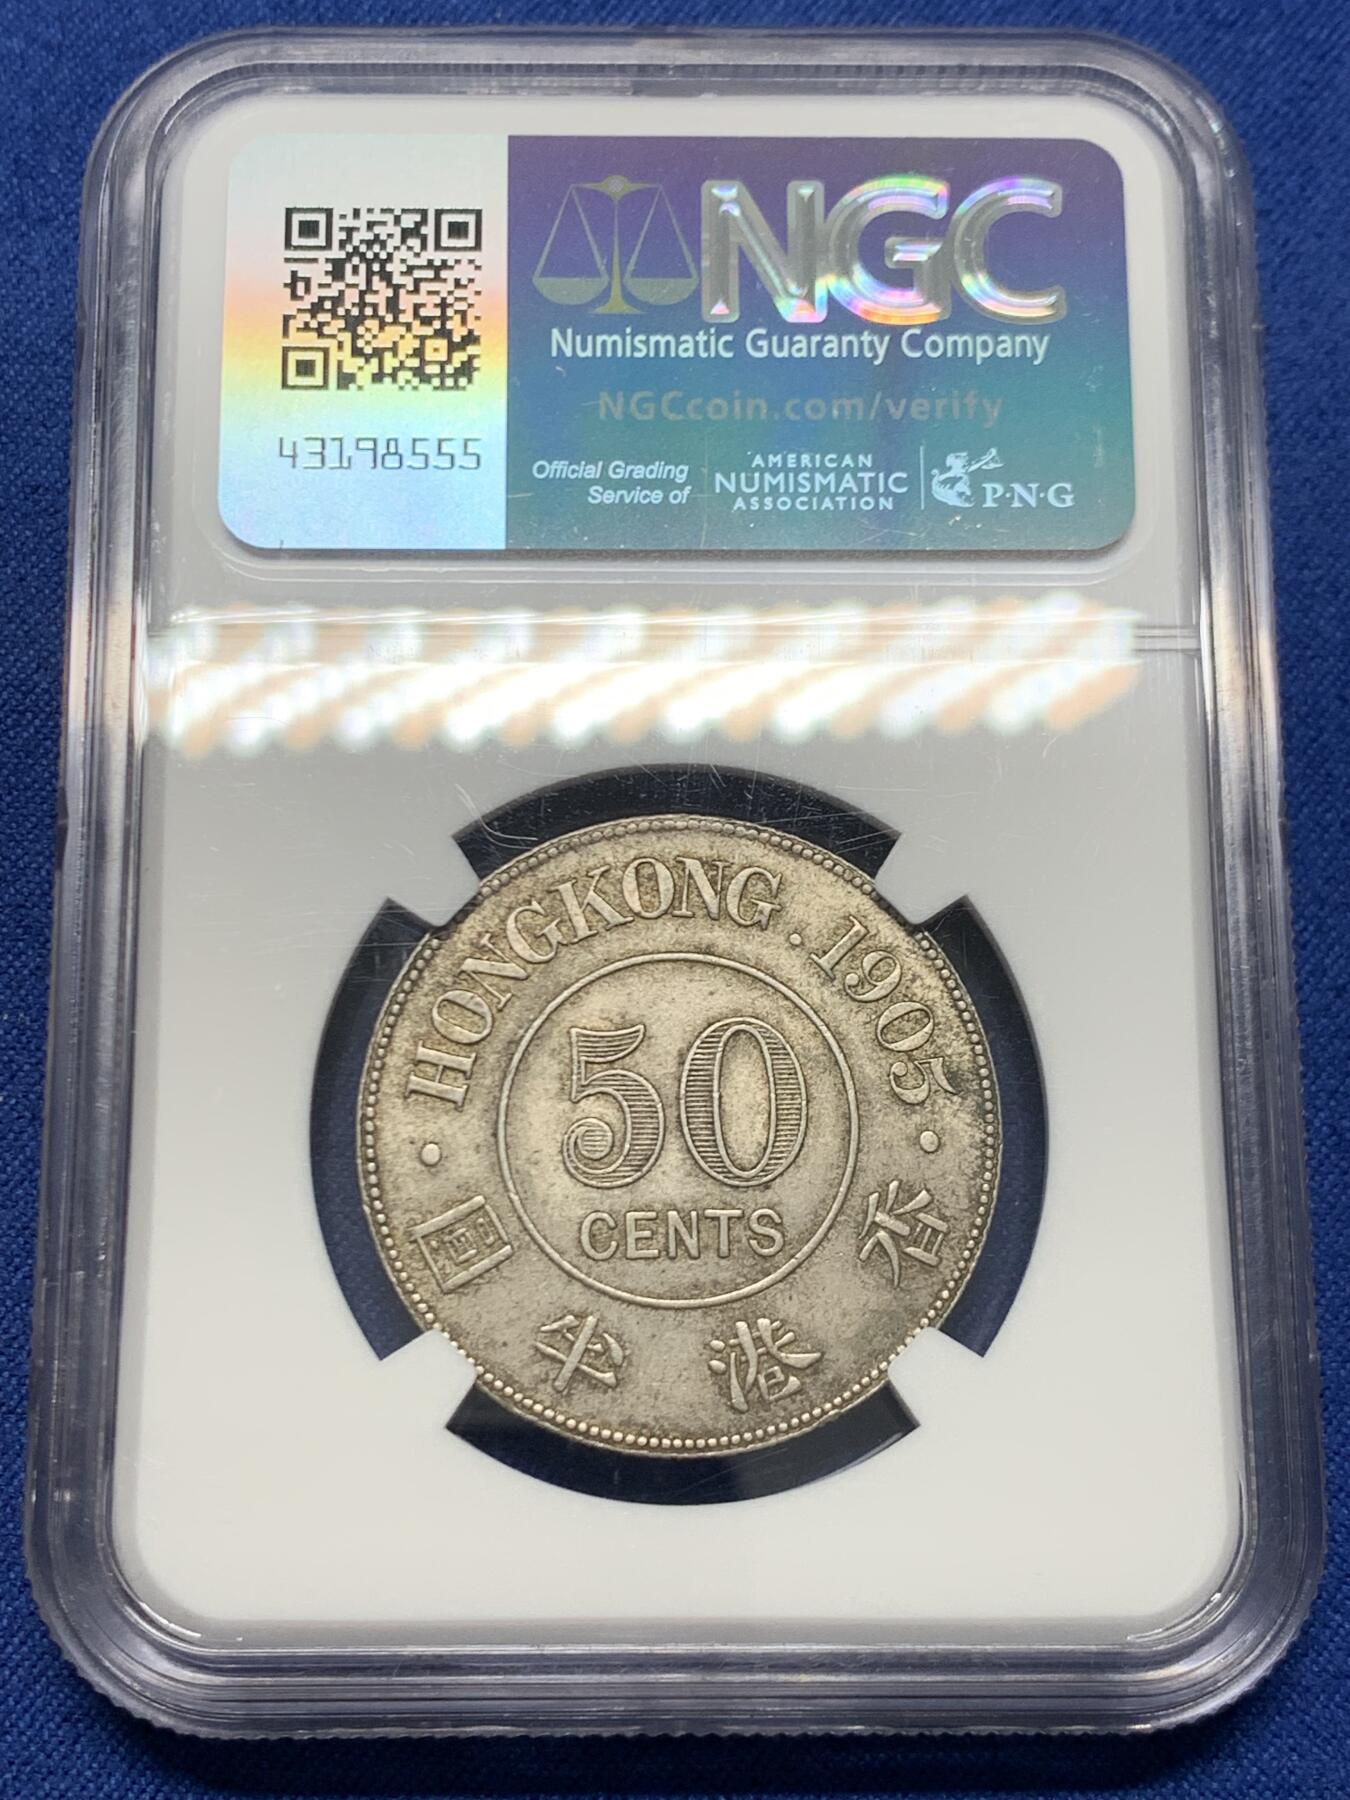 NGC
Numismatic Guaranty Company
NGCcoin.com/verify
43198555
Official Grading
Service of
AMERICAN
NUMISMATIC
ASSOCIATION
P·N·G
· HONGKONG . 1905 ·
50
CENTS
香港半圓